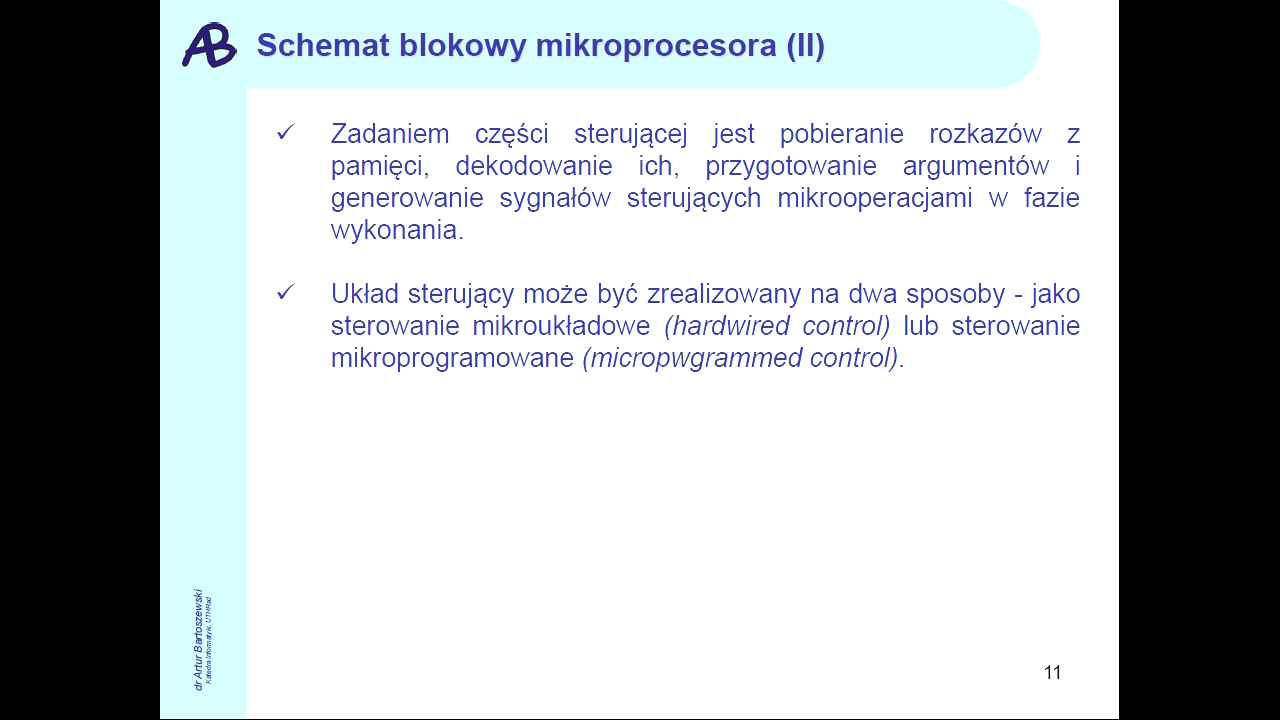 AB
Schemat blokowy mikroprocesora (II)
✓ Zadaniem części sterującej jest pobieranie rozkazów z
pamięci, dekodowanie ich, przygotowanie argumentów i
generowanie sygnałów sterujących mikrooperacjami w fazie
wykonania.
✓ Układ sterujący może być zrealizowany na dwa sposoby - jako
sterowanie mikroukładowe (hardwired control) lub sterowanie
mikroprogramowane (micropwgrammed control).
dr Artur Bartoszewski
Katedra Informatyki, UTHRad
11